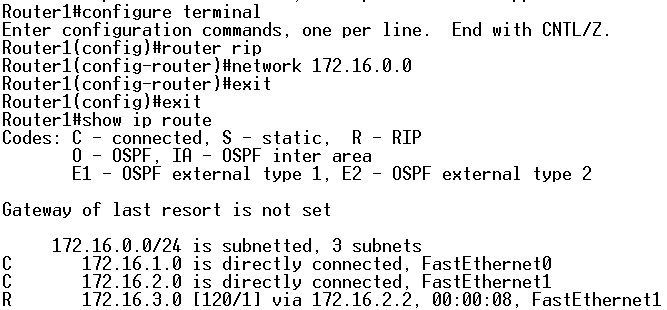 Router1#configure terminal
Enter configuration commands, one per line.  End with CNTL/Z.
Router1(config)#router rip
Router1(config-router)#network 172.16.0.0
Router1(config-router)#exit
Router1(config)#exit
Router1#show ip route
Codes: C - connected, S - static,  R - RIP
       O - OSPF, IA - OSPF inter area
       E1 - OSPF external type 1, E2 - OSPF external type 2

Gateway of last resort is not set

     172.16.0.0/24 is subnetted, 3 subnets
C       172.16.1.0 is directly connected, FastEthernet0
C       172.16.2.0 is directly connected, FastEthernet1
R       172.16.3.0 [120/1] via 172.16.2.2, 00:00:08, FastEthernet1